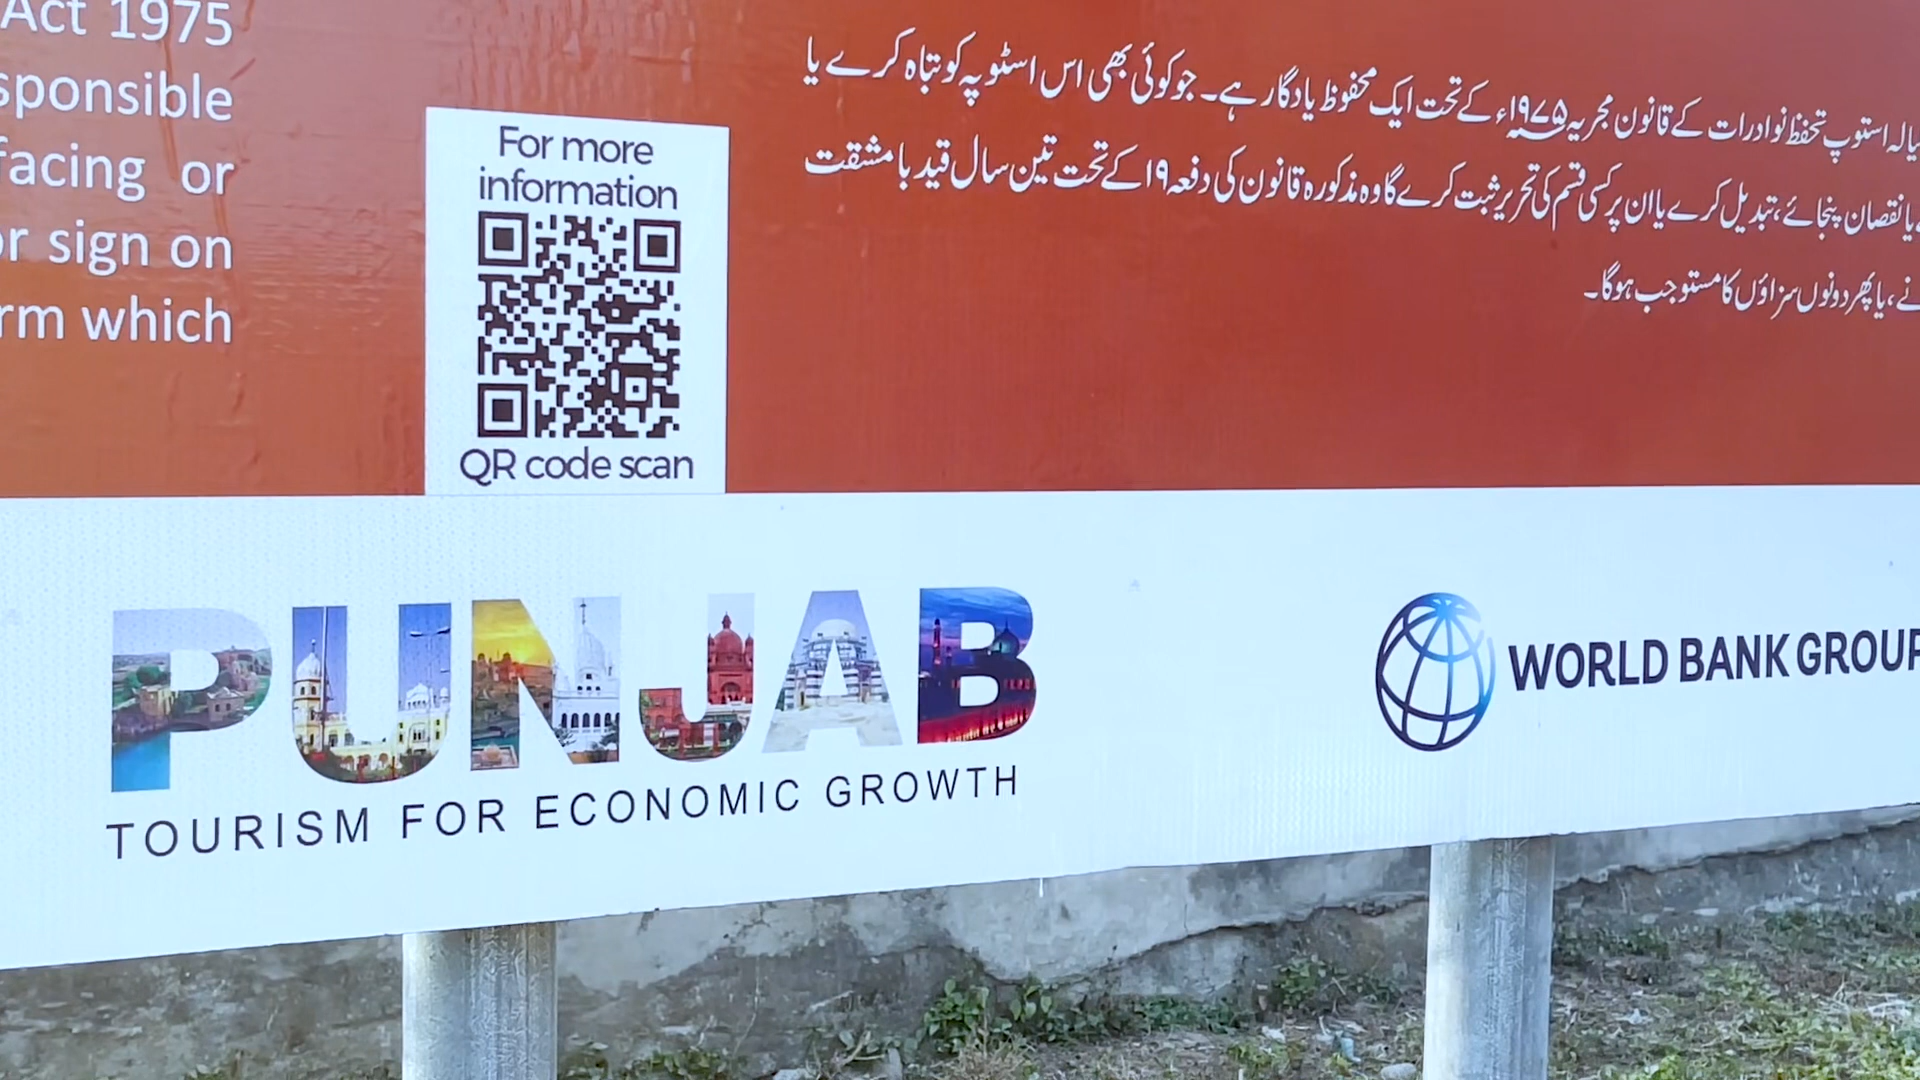 Act 1975
sponsible
facing or
or sign on
rm which
For more
information
QR code scan
استوپ تحفظ نوادرات کے قانون مجریہ ۱۹۷۵ء کے تحت ایک محفوظ یادگار ہے۔ جو کوئی بھی اس اسٹوپہ کو تباہ کرے یا
یا نقصان پنچائے، تبدیل کرے یا ان پر کسی قسم کی تحریر ثبت کرے گا وہ مذکورہ قانون کی دفعہ ۱۹ کے تحت تین سال قید با مشقت
یا پھر دونوں سزاؤں کا مستوجب ہوگا۔
PUNJAB
TOURISM FOR ECONOMIC GROWTH
WORLD BANK GROUP